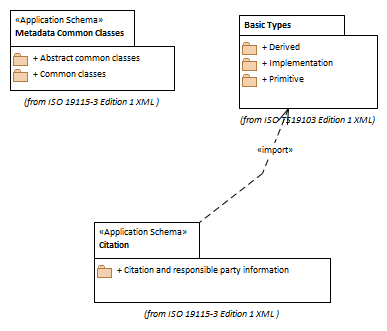 «Application Schema»
Metadata Common Classes
+ Abstract common classes
+ Common classes
(from ISO 19115-3 Edition 1 XML )
Basic Types
+ Derived
+ Implementation
+ Primitive
(from ISO TS19103 Edition 1 XML)
«import»
«Application Schema»
Citation
+ Citation and responsible party information
(from ISO 19115-3 Edition 1 XML )